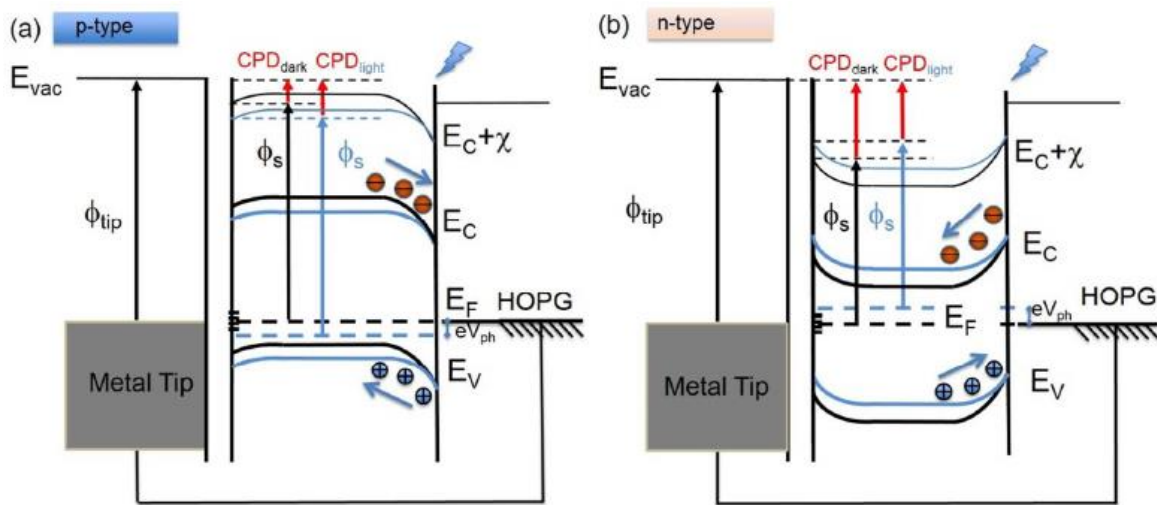 (a) p-type
CPD_dark CPD_light
E_vac
E_C+χ
ϕ_s ϕ_s
ϕ_tip
E_C
E_F HOPG
eV_ph
Metal Tip
E_V
(b) n-type
CPD_dark CPD_light
E_vac
E_C+χ
ϕ_tip
ϕ_s ϕ_s
E_C
HOPG
eV_ph
E_F
Metal Tip
E_V